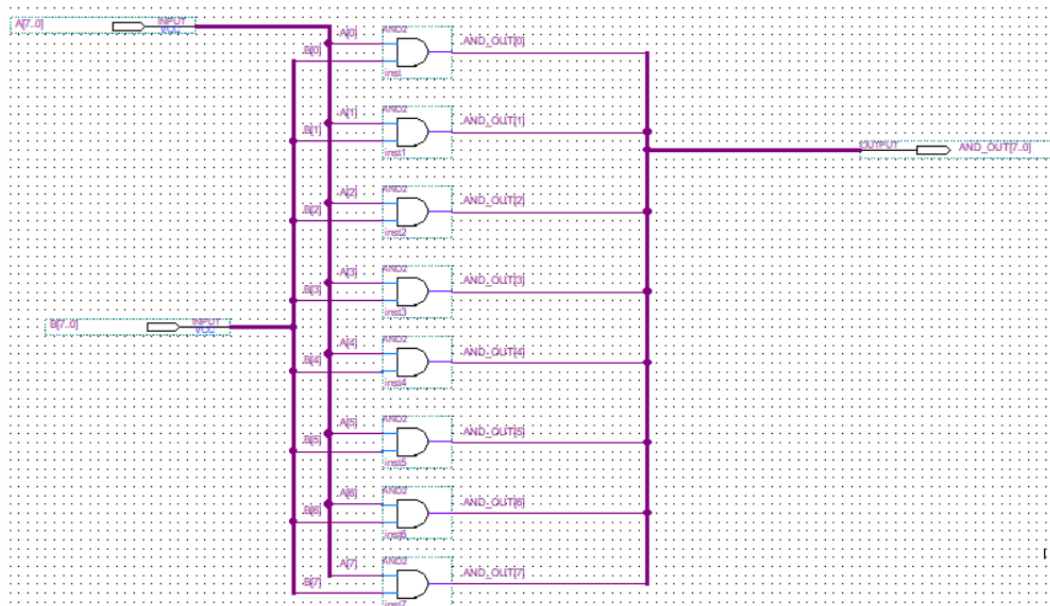 A[7..0]
INPUT
VCC
A[0]
B[0]
AND2
inst
AND_OUT[0]
A[1]
B[1]
AND2
inst1
AND_OUT[1]
OUTPUT
AND_OUT[7..0]
A[2]
B[2]
AND2
inst2
AND_OUT[2]
A[3]
B[3]
AND2
inst3
AND_OUT[3]
B[7..0]
INPUT
VCC
A[4]
B[4]
AND2
inst4
AND_OUT[4]
A[5]
B[5]
AND2
inst5
AND_OUT[5]
A[6]
B[6]
AND2
inst6
AND_OUT[6]
A[7]
B[7]
AND2
inst7
AND_OUT[7]